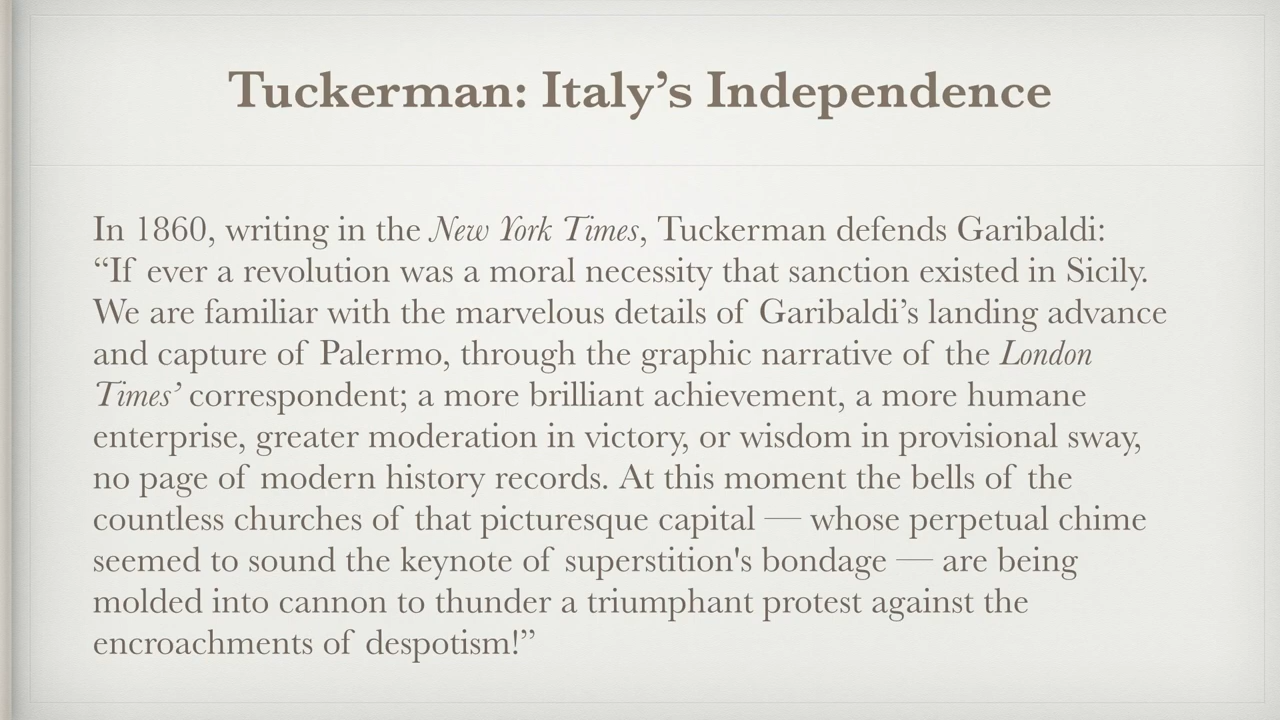 Tuckerman: Italy’s Independence
In 1860, writing in the New York Times, Tuckerman defends Garibaldi:
“If ever a revolution was a moral necessity that sanction existed in Sicily.
We are familiar with the marvelous details of Garibaldi’s landing advance
and capture of Palermo, through the graphic narrative of the London
Times’ correspondent; a more brilliant achievement, a more humane
enterprise, greater moderation in victory, or wisdom in provisional sway,
no page of modern history records. At this moment the bells of the
countless churches of that picturesque capital — whose perpetual chime
seemed to sound the keynote of superstition's bondage — are being
molded into cannon to thunder a triumphant protest against the
encroachments of despotism!”